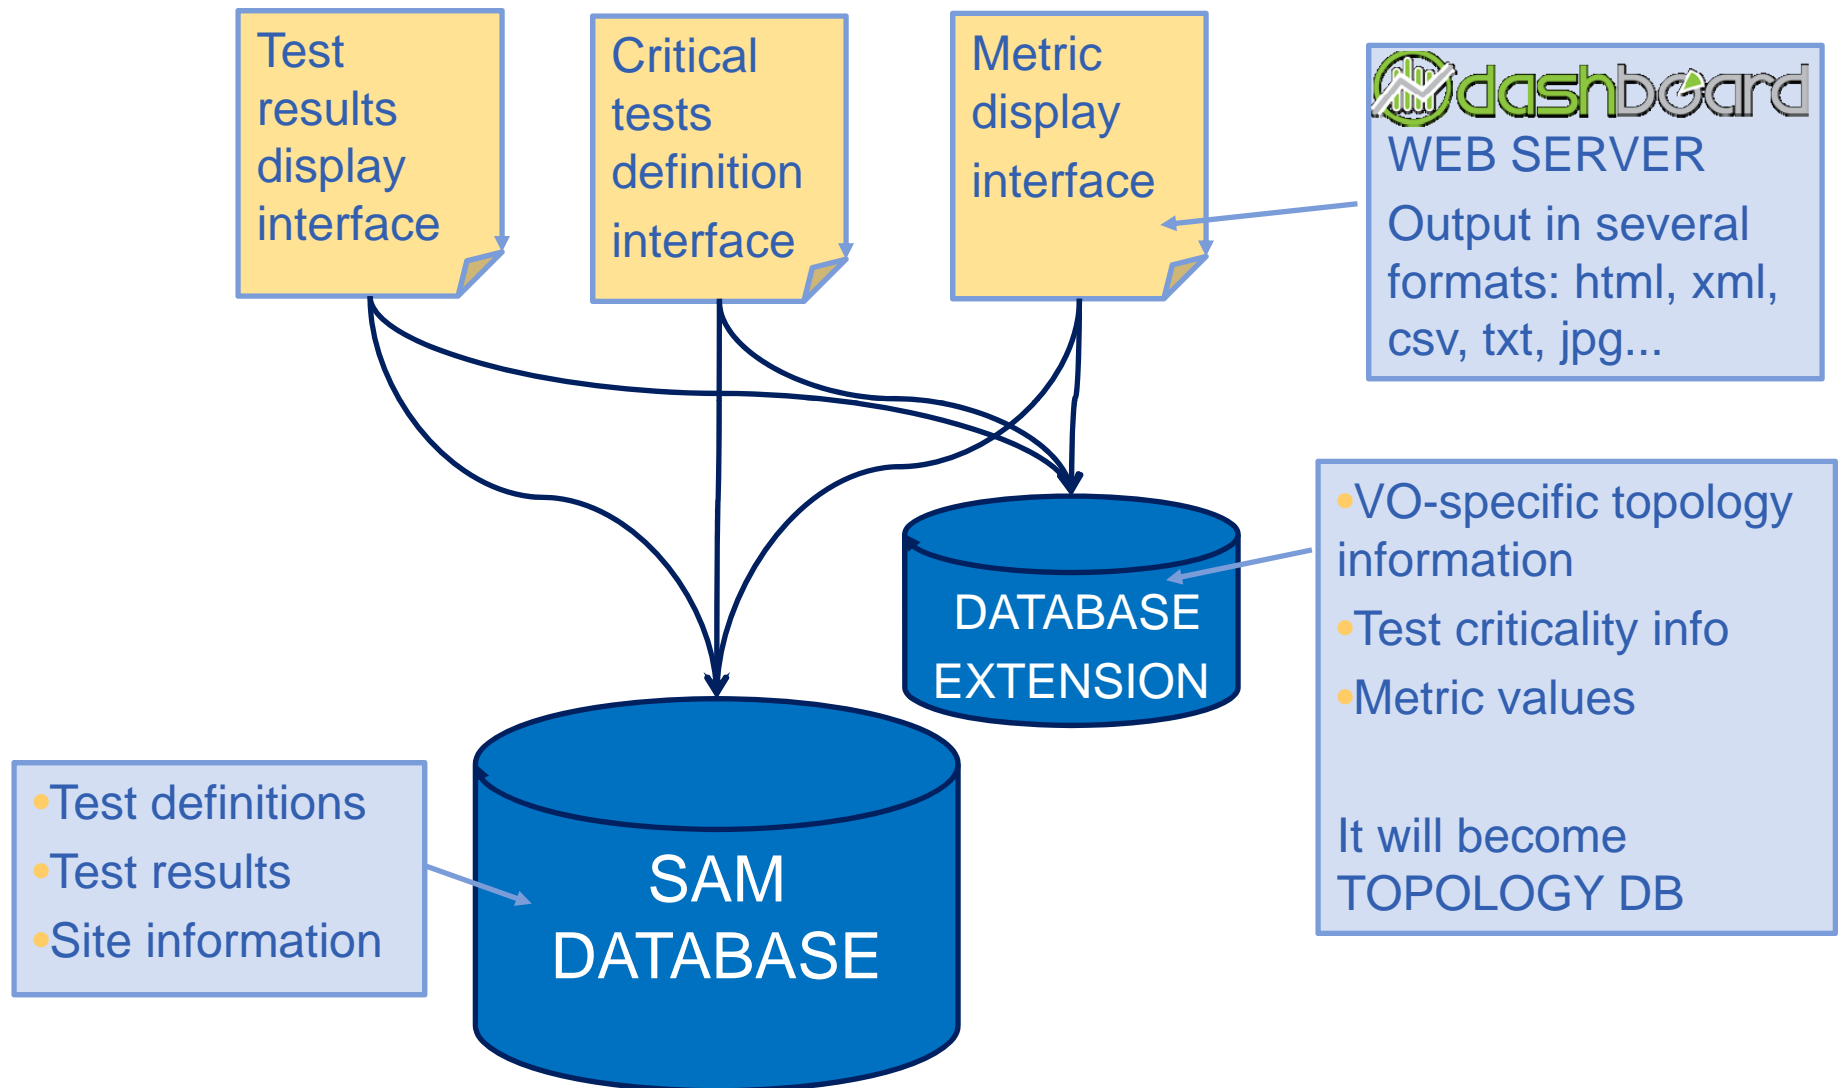 Test
results
display
interface
Critical
tests
definition
interface
Metric
display
interface
dashboard
WEB SERVER
Output in several
formats: html, xml,
csv, txt, jpg...
DATABASE
EXTENSION
•VO-specific topology
information
•Test criticality info
•Metric values
It will become
TOPOLOGY DB
•Test definitions
•Test results
•Site information
SAM
DATABASE